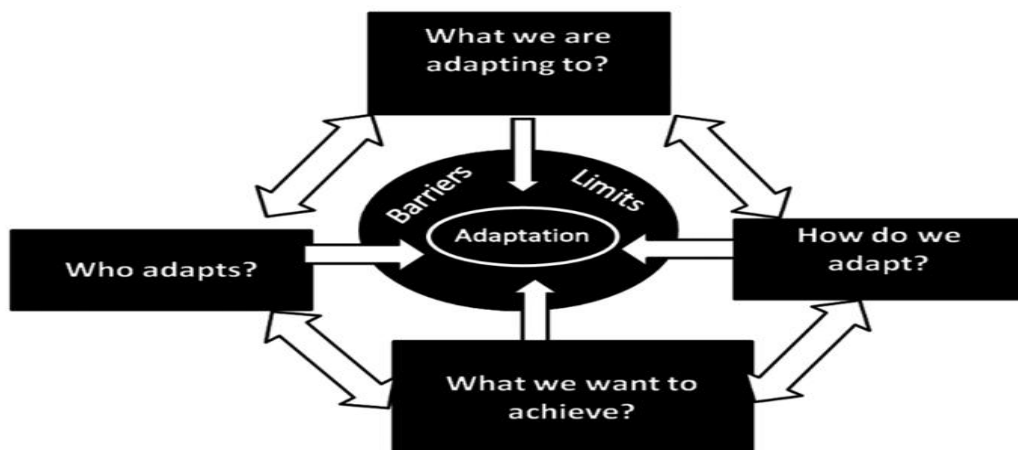 What we are
adapting to?
Barriers
Limits
Adaptation
Who adapts?
How do we
adapt?
What we want to
achieve?